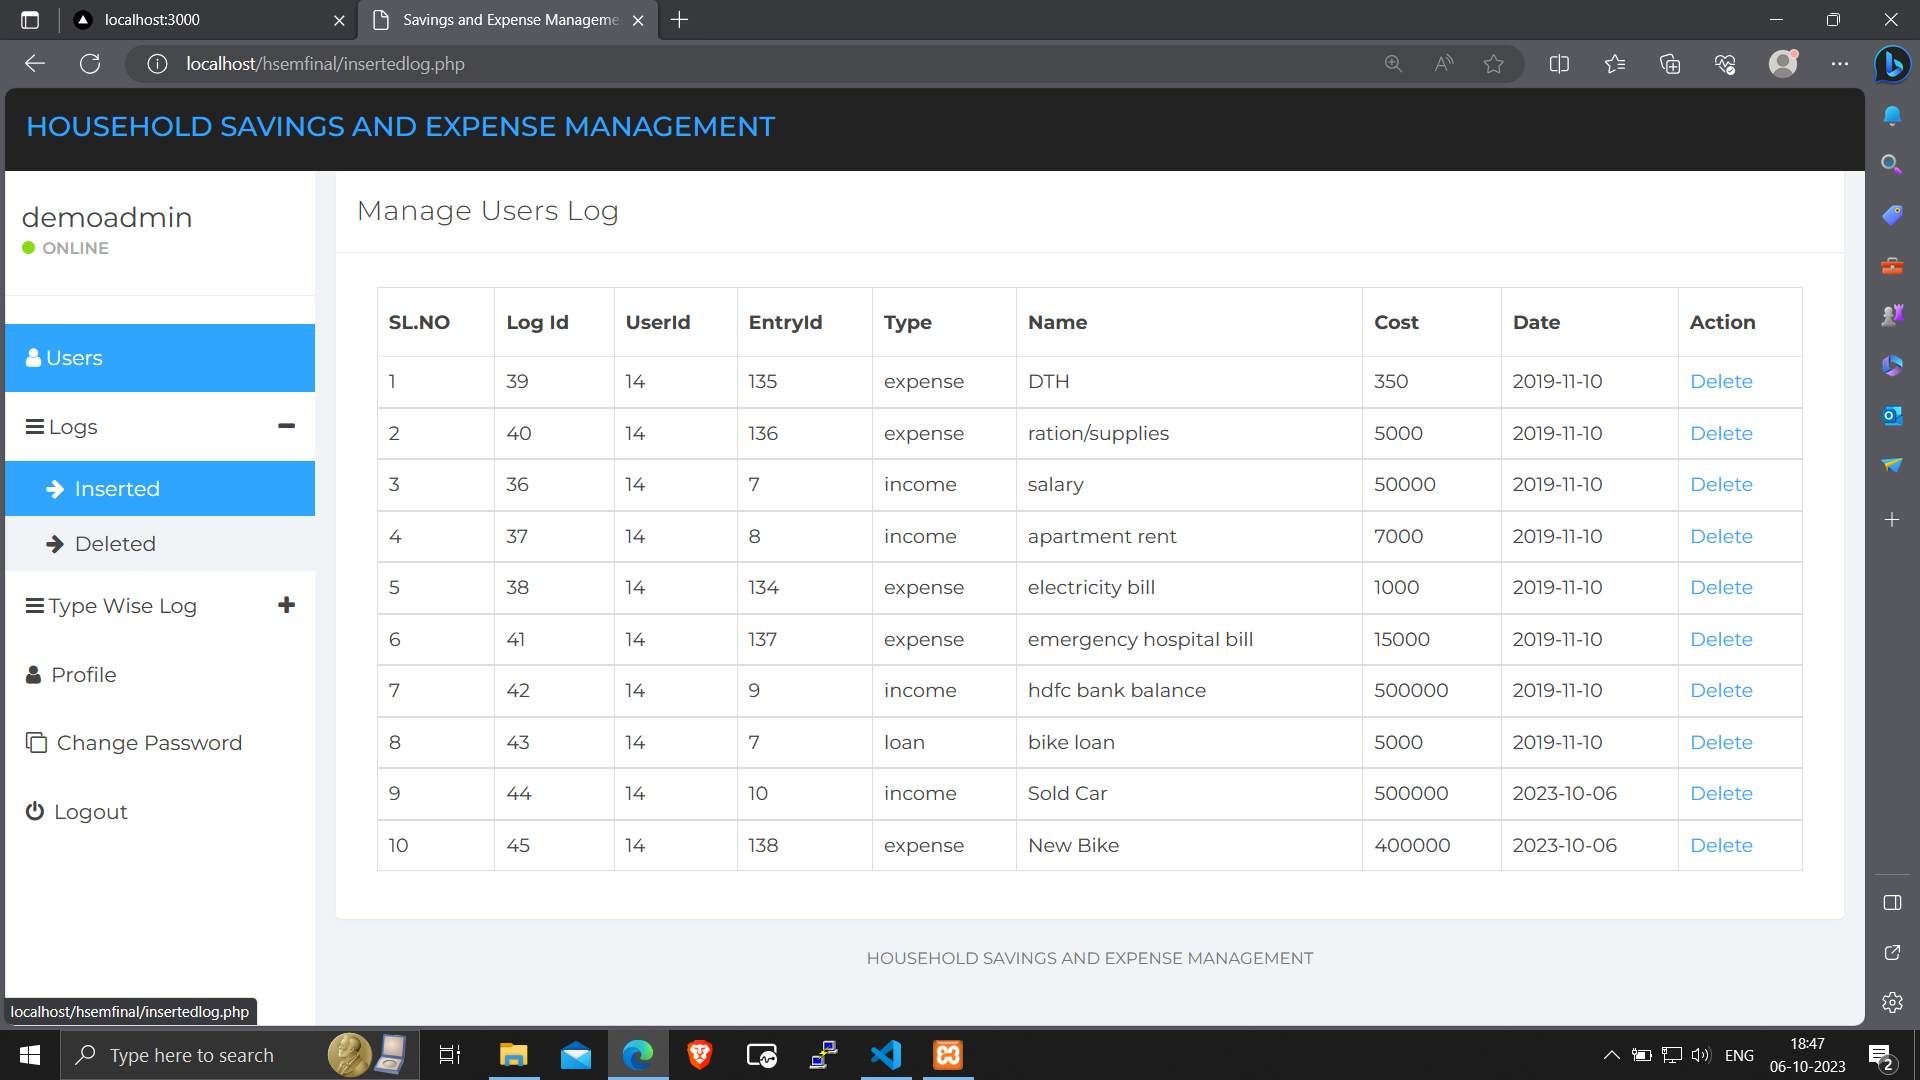 localhost:3000
Savings and Expense Manageme
localhost/hsemfinal/insertedlog.php
HOUSEHOLD SAVINGS AND EXPENSE MANAGEMENT
demoadmin
ONLINE
Users
Logs
Inserted
Deleted
Type Wise Log
Profile
Change Password
Logout
Manage Users Log
SL.NO Log Id UserId EntryId Type Name Cost Date Action
1 39 14 135 expense DTH 350 2019-11-10 Delete
2 40 14 136 expense ration/supplies 5000 2019-11-10 Delete
3 36 14 7 income salary 50000 2019-11-10 Delete
4 37 14 8 income apartment rent 7000 2019-11-10 Delete
5 38 14 134 expense electricity bill 1000 2019-11-10 Delete
6 41 14 137 expense emergency hospital bill 15000 2019-11-10 Delete
7 42 14 9 income hdfc bank balance 500000 2019-11-10 Delete
8 43 14 7 loan bike loan 5000 2019-11-10 Delete
9 44 14 10 income Sold Car 500000 2023-10-06 Delete
10 45 14 138 expense New Bike 400000 2023-10-06 Delete
HOUSEHOLD SAVINGS AND EXPENSE MANAGEMENT
localhost/hsemfinal/insertedlog.php
Type here to search
ENG
18:47
06-10-2023
2